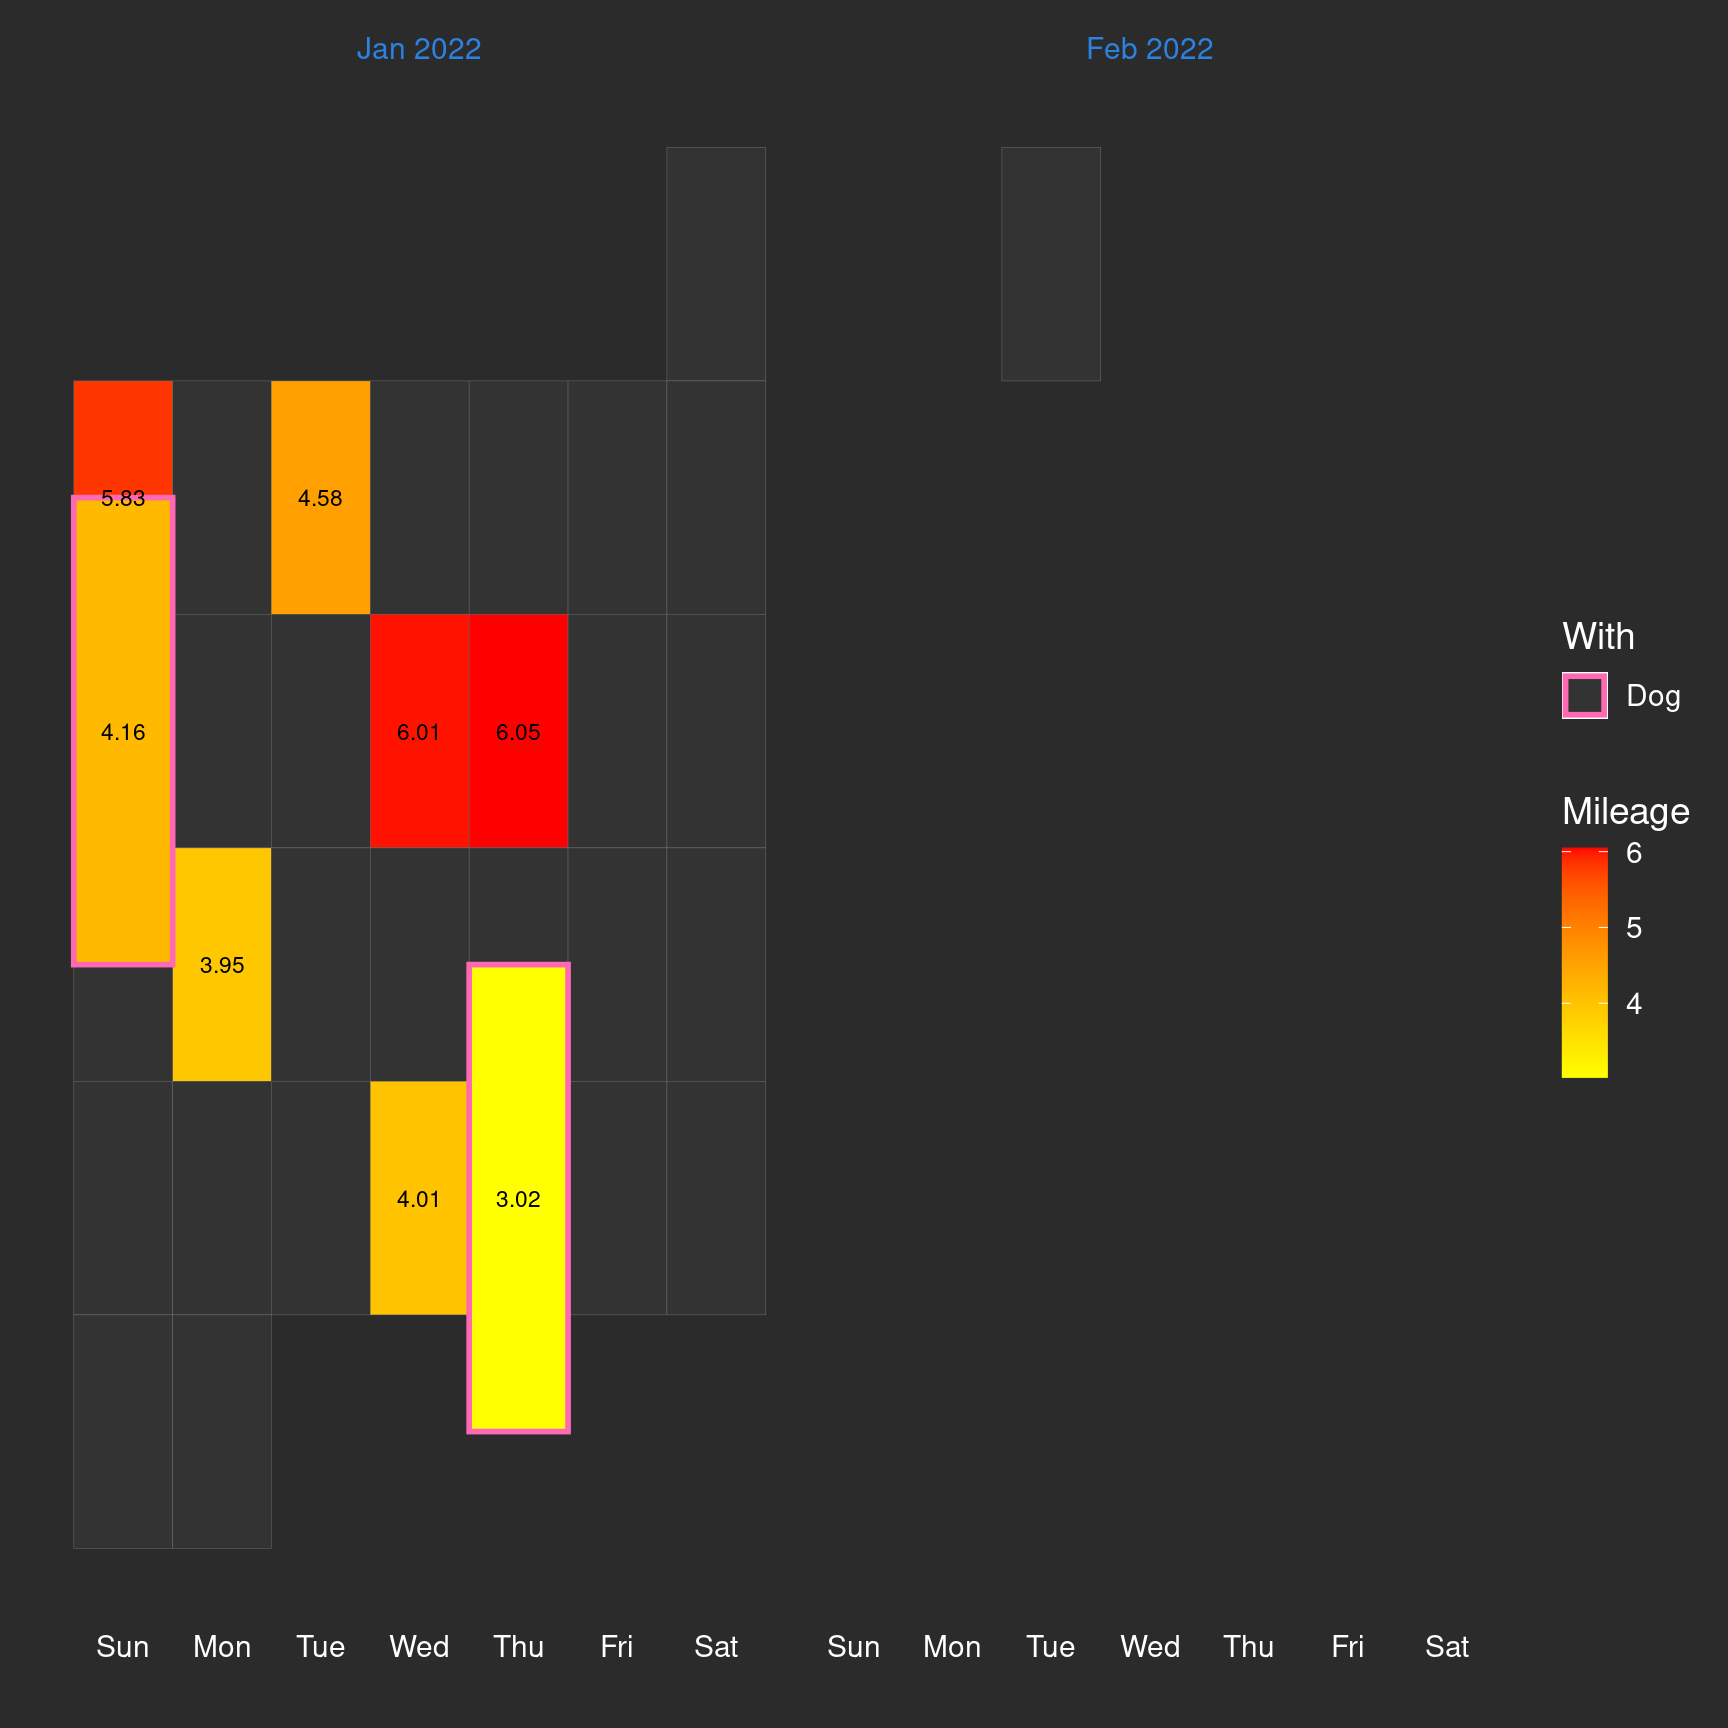 Jan 2022
Feb 2022
5.83
4.58
4.16
6.01
6.05
3.95
4.01
3.02
Sun Mon Tue Wed Thu Fri Sat
Sun Mon Tue Wed Thu Fri Sat
With
Dog
Mileage
6
5
4